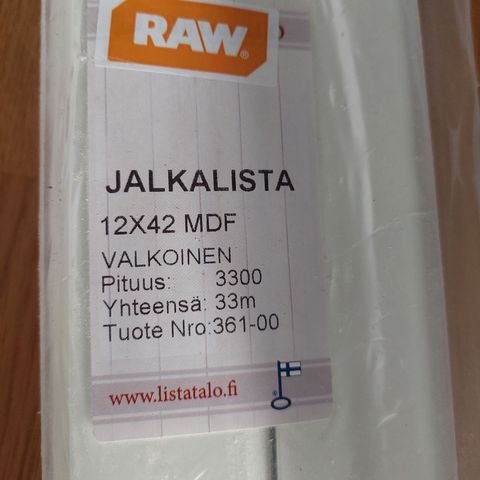 RAW®
JALKALISTA
12X42 MDF
VALKOINEN
Pituus: 3300
Yhteensä: 33m
Tuote Nro:361-00
www.listatalo.fi
®